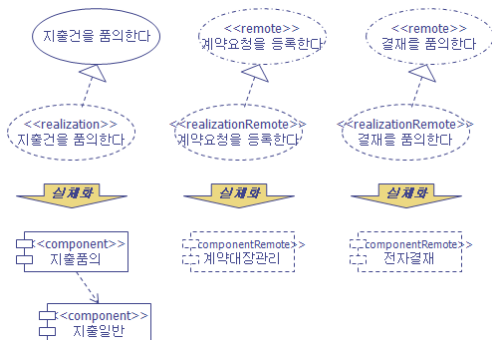 지출건을 품의한다
<<remote>>
계약요청을 등록한다
<<remote>>
결재를 품의한다
<<realization>>
지출건을 품의한다
<<realizationRemote>>
계약요청을 등록한다
<<realizationRemote>>
결재를 품의한다
실체화
실체화
실체화
<<component>>
지출품의
componentRemote>>
계약대장관리
componentRemote>>
전자결재
<<component>>
지출일반